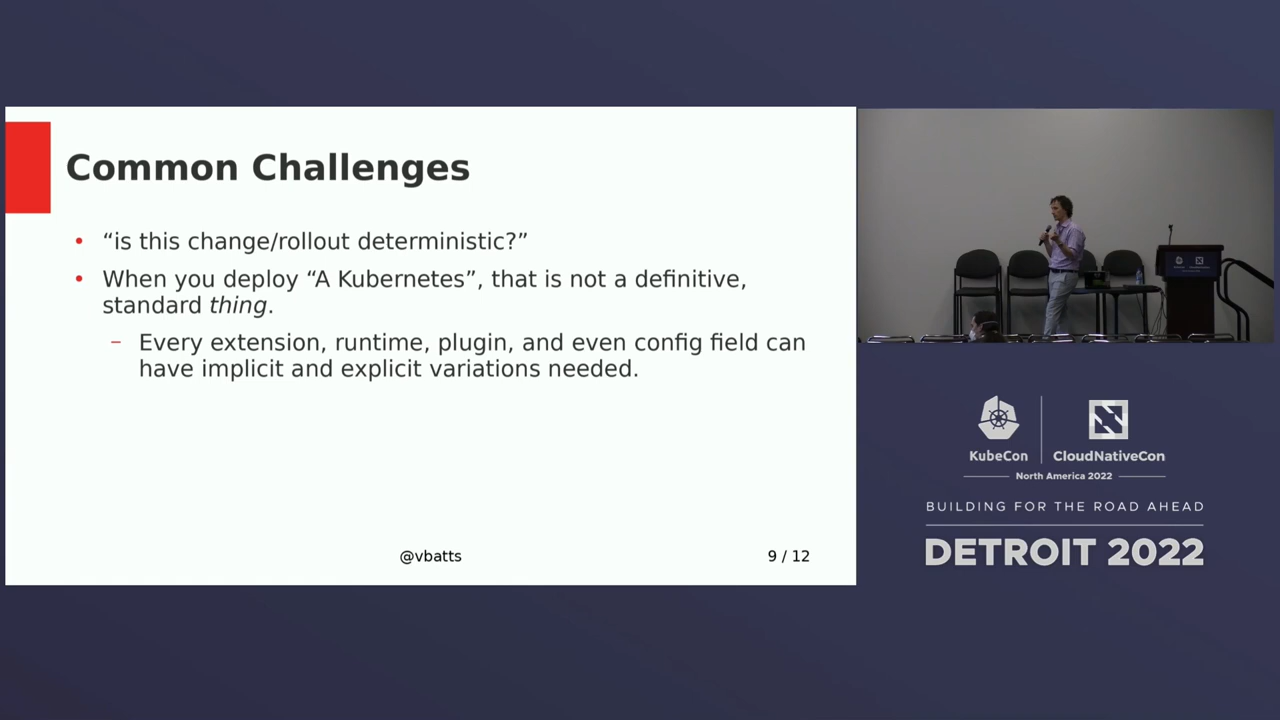 Common Challenges
• “is this change/rollout deterministic?”
• When you deploy “A Kubernetes”, that is not a definitive,
standard thing.
– Every extension, runtime, plugin, and even config field can
have implicit and explicit variations needed.
@vbatts
9 / 12
KubeCon
CloudNativeCon
North America 2022
BUILDING FOR THE ROAD AHEAD
DETROIT 2022